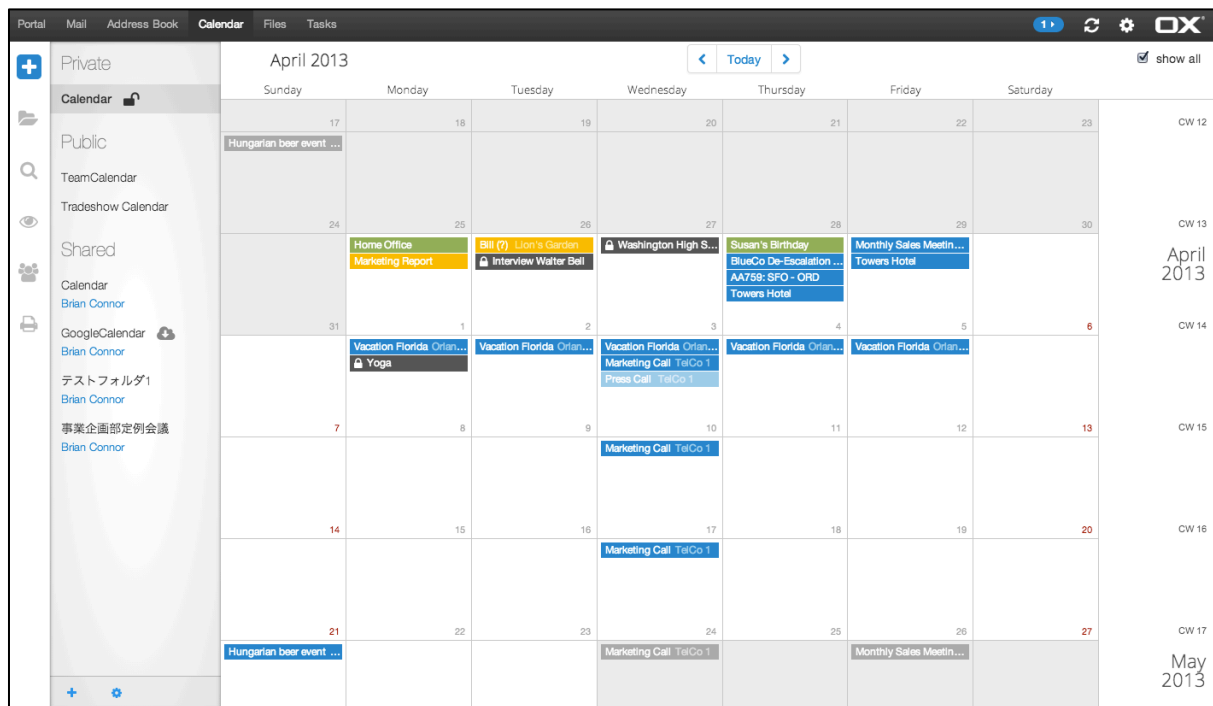 Portal Mail Address Book Calendar Files Tasks 1 OX
Private
Calendar
Public
TeamCalendar
Tradeshow Calendar
Shared
Calendar
Brian Connor
GoogleCalendar
Brian Connor
テストフォルダ1
Brian Connor
事業企画部定例会議
Brian Connor
April 2013 Today show all
Sunday Monday Tuesday Wednesday Thursday Friday Saturday
17 18 19 20 21 22 23 CW 12
Hungarian beer event ...
24 25 26 27 28 29 30 CW 13
Home Office Bill (?) Lion's Garden Washington High S... Susan's Birthday Monthly Sales Meetin...
Marketing Report Interview Walter Bell BlueCo De-Escalation ... Towers Hotel
AA759: SFO - ORD
Towers Hotel
April
2013
31 1 2 3 4 5 6 CW 14
Vacation Florida Orlan... Vacation Florida Orlan... Vacation Florida Orlan... Vacation Florida Orlan... Vacation Florida Orlan...
Yoga Marketing Call TelCo 1
Press Call TelCo 1
7 8 9 10 11 12 13 CW 15
Marketing Call TelCo 1
14 15 16 17 18 19 20 CW 16
Marketing Call TelCo 1
21 22 23 24 25 26 27 CW 17
Hungarian beer event ... Marketing Call TelCo 1 Monthly Sales Meetin...
May
2013